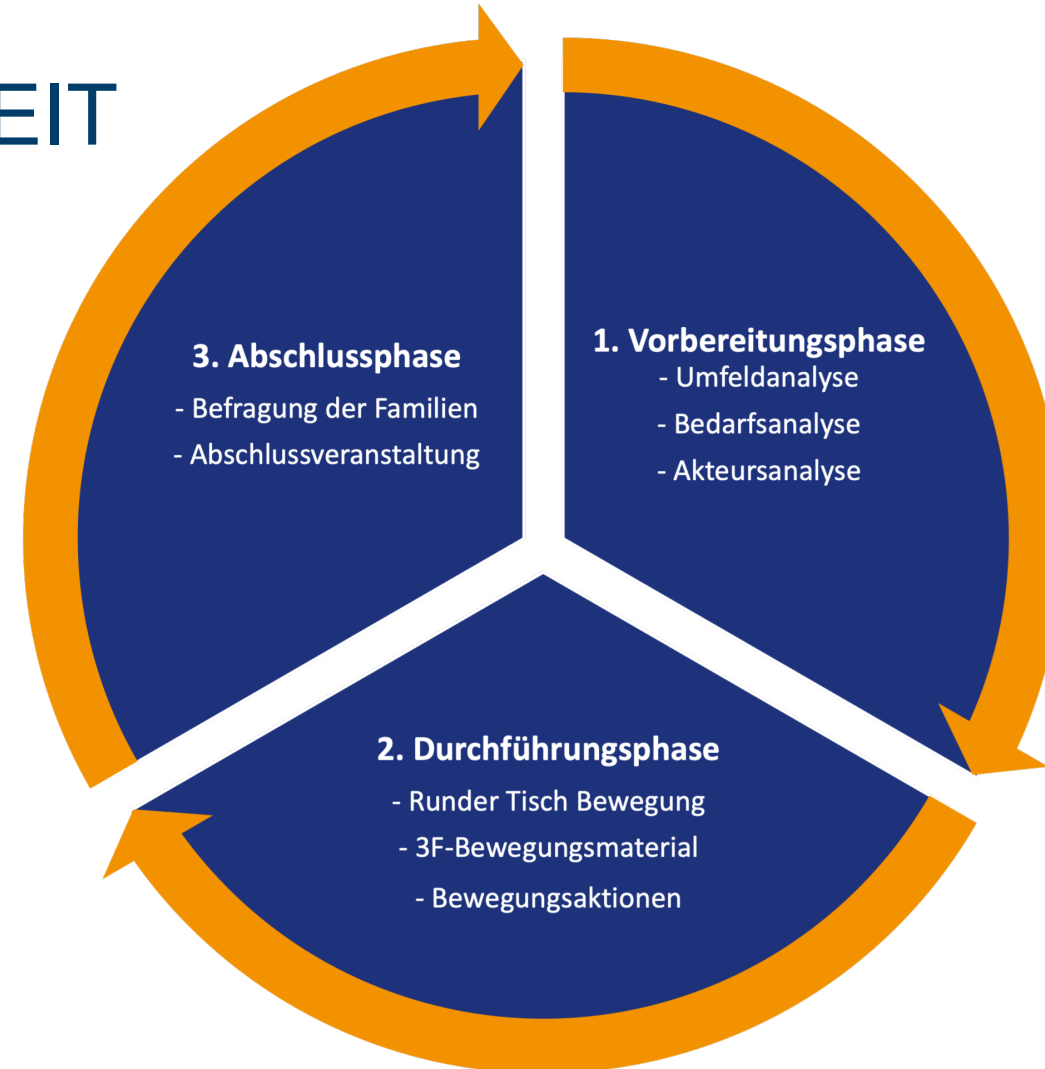 EIT
1. Vorbereitungsphase
- Umfeldanalyse
- Bedarfsanalyse
- Akteursanalyse
2. Durchführungsphase
- Runder Tisch Bewegung
- 3F-Bewegungsmaterial
- Bewegungsaktionen
3. Abschlussphase
- Befragung der Familien
- Abschlussveranstaltung